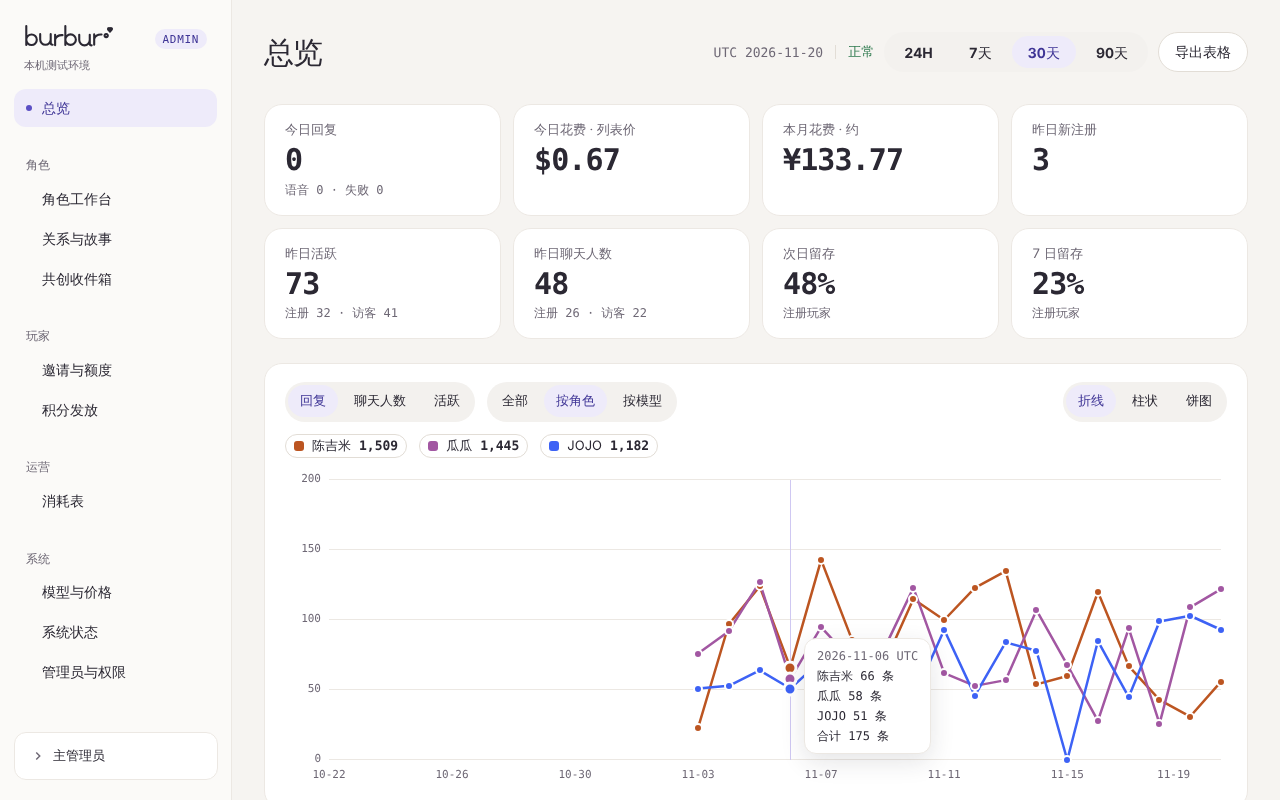 burbur
ADMIN
本机测试环境
总览
角色
角色工作台
关系与故事
共创收件箱
玩家
邀请与额度
积分发放
运营
消耗表
系统
模型与价格
系统状态
管理员与权限
主管理员
总览
UTC 2026-11-20 正常 24H 7天 30天 90天 导出表格
今日回复
0
语音 0 · 失败 0
今日花费 · 列表价
$0.67
本月花费 · 约
¥133.77
昨日新注册
3
昨日活跃
73
注册 32 · 访客 41
昨日聊天人数
48
注册 26 · 访客 22
次日留存
48%
注册玩家
7 日留存
23%
注册玩家
回复 聊天人数 活跃 全部 按角色 按模型 折线 柱状 饼图
陈吉米 1,509 瓜瓜 1,445 JOJO 1,182
200
150
100
50
0
2026-11-06 UTC
陈吉米 66 条
瓜瓜 58 条
JOJO 51 条
合计 175 条
10-22 10-26 10-30 11-03 11-07 11-11 11-15 11-19